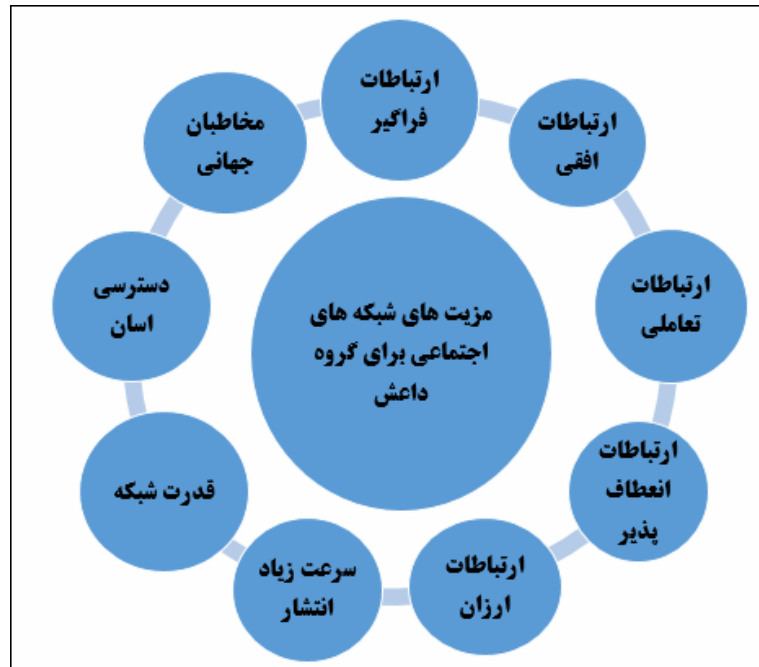 ارتباطات
فراگیر
ارتباطات
افقی
ارتباطات
تعاملی
ارتباطات
انعطاف
پذیر
ارتباطات
ارزان
سرعت زیاد
انتشار
قدرت شبکه
دسترسی
اسان
مخاطبان
جهانی
مزیت های شبکه های
اجتماعی برای گروه
داعش